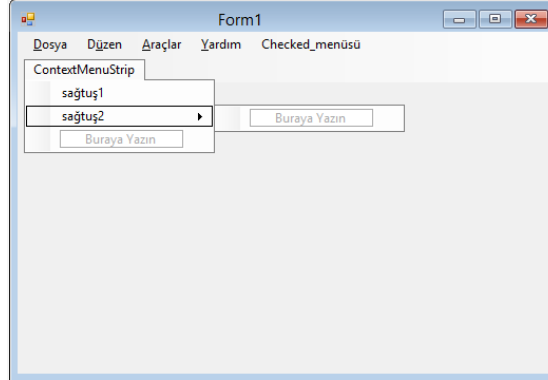 Form1
Dosya Düzen Araçlar Yardım Checked_menüsü
ContextMenuStrip
sağtuş1
sağtuş2 Buraya Yazın
Buraya Yazın